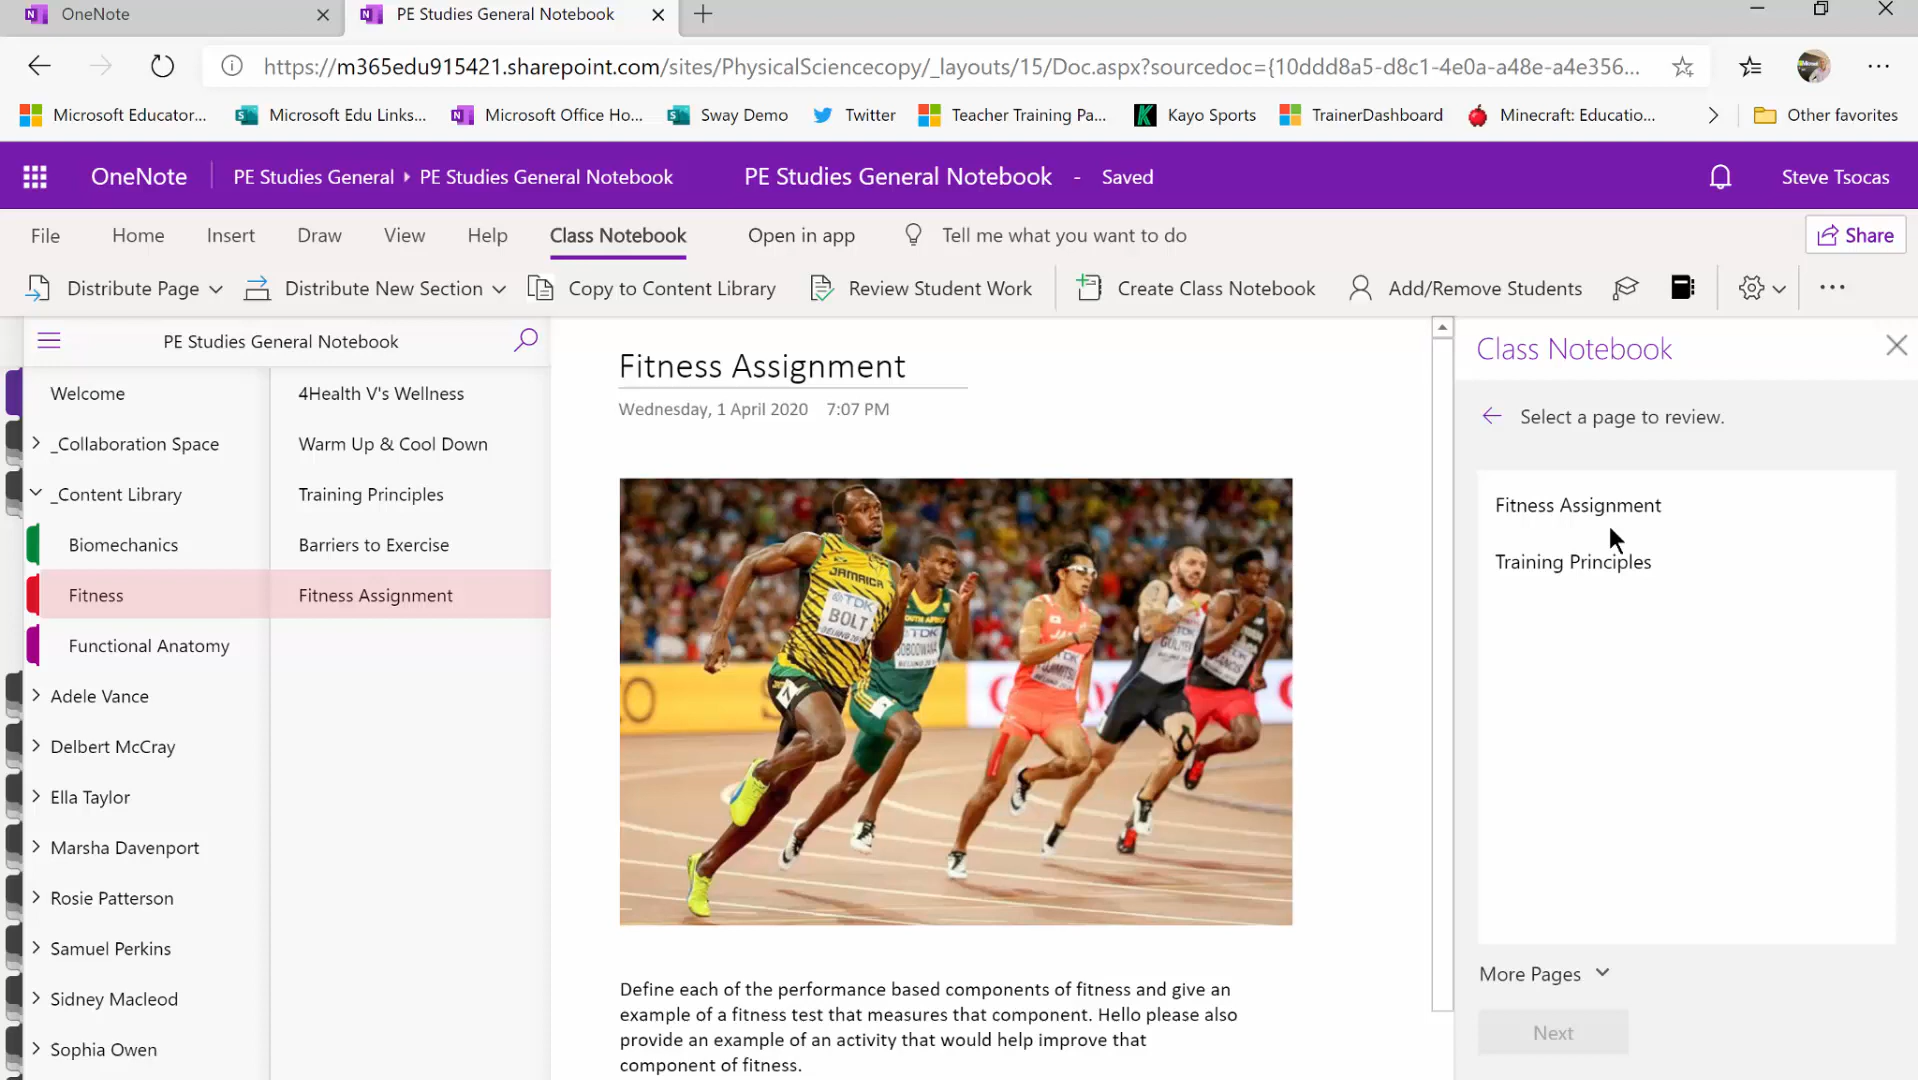 OneNote
PE Studies General Notebook
https://m365edu915421.sharepoint.com/sites/PhysicalSciencecopy/_layouts/15/Doc.aspx?sourcedoc={10ddd8a5-d8c1-4e0a-a48e-a4e356...
Microsoft Educator...
Microsoft Edu Links...
Microsoft Office Ho...
Sway Demo
Twitter
Teacher Training Pa...
Kayo Sports
TrainerDashboard
Minecraft: Educatio...
Other favorites
OneNote
PE Studies General
PE Studies General Notebook
PE Studies General Notebook - Saved
Steve Tsocas
File
Home
Insert
Draw
View
Help
Class Notebook
Open in app
Tell me what you want to do
Share
Distribute Page
Distribute New Section
Copy to Content Library
Review Student Work
Create Class Notebook
Add/Remove Students
PE Studies General Notebook
Welcome
_Collaboration Space
_Content Library
Biomechanics
Fitness
Functional Anatomy
Adele Vance
Delbert McCray
Ella Taylor
Marsha Davenport
Rosie Patterson
Samuel Perkins
Sidney Macleod
Sophia Owen
4Health V's Wellness
Warm Up & Cool Down
Training Principles
Barriers to Exercise
Fitness Assignment
Fitness Assignment
Wednesday, 1 April 2020 7:07 PM
JAMAICA
TDK
BOLT
TDK
Define each of the performance based components of fitness and give an
example of a fitness test that measures that component. Hello please also
provide an example of an activity that would help improve that
component of fitness.
Class Notebook
Select a page to review.
Fitness Assignment
Training Principles
More Pages
Next